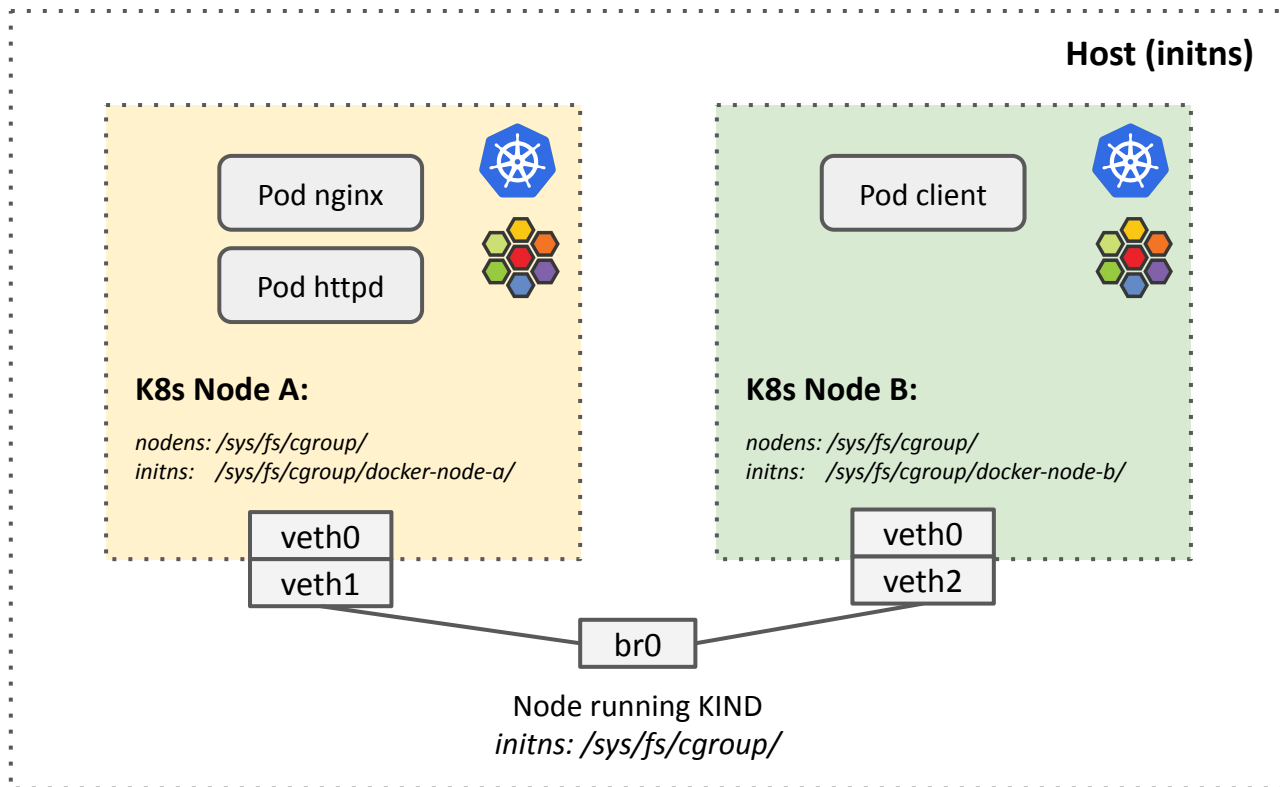 Host (initns)
Pod nginx
Pod httpd
K8s Node A:
nodens: /sys/fs/cgroup/
initns: /sys/fs/cgroup/docker-node-a/
veth0
veth1
Pod client
K8s Node B:
nodens: /sys/fs/cgroup/
initns: /sys/fs/cgroup/docker-node-b/
veth0
veth2
br0
Node running KIND
initns: /sys/fs/cgroup/